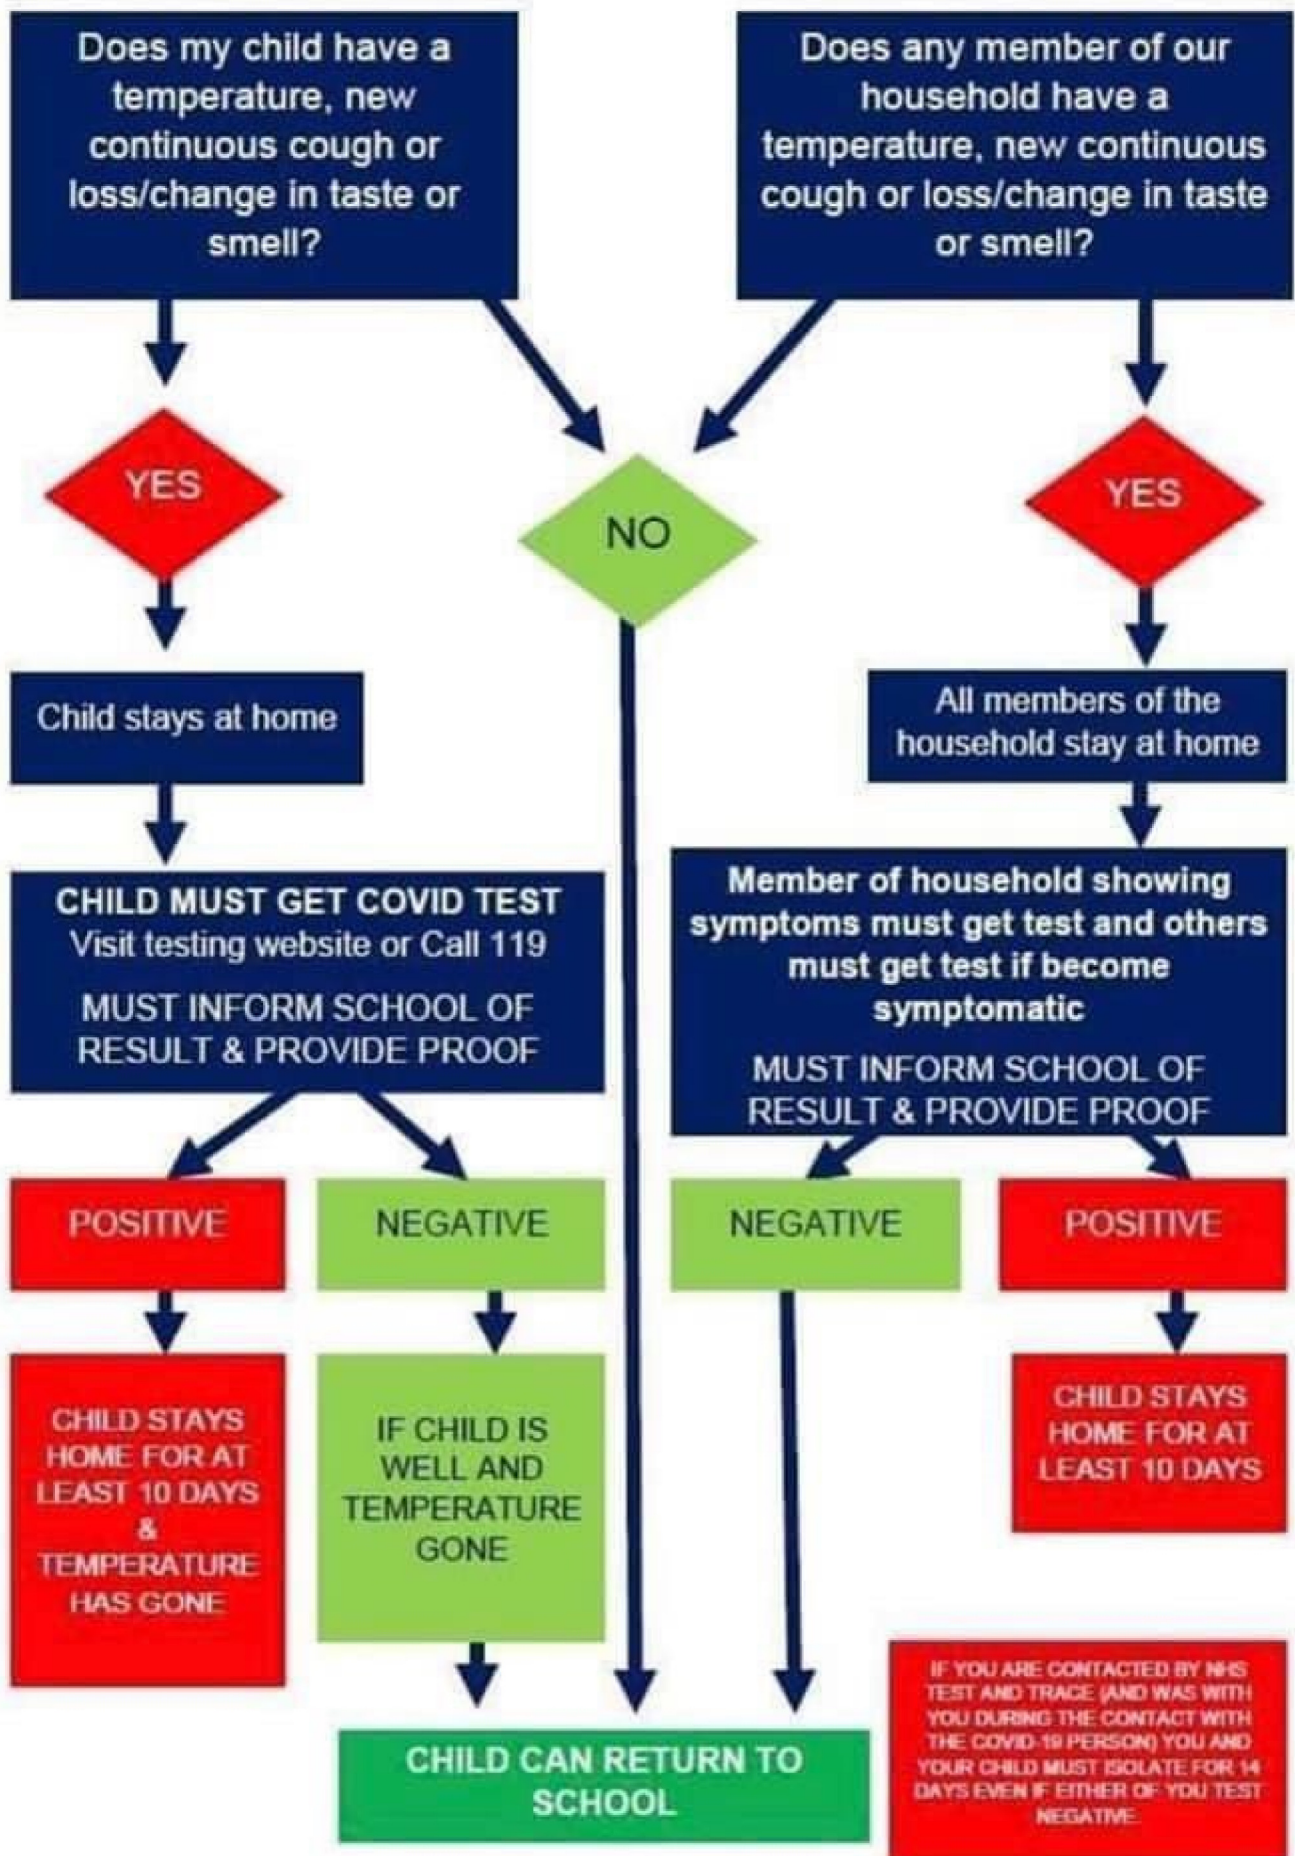 Does my child have a
temperature, new
continuous cough or
loss/change in taste or
smell?
Does any member of our
household have a
temperature, new continuous
cough or loss/change in taste
or smell?
YES
NO
YES
Child stays at home
All members of the
household stay at home
CHILD MUST GET COVID TEST
Visit testing website or Call 119
MUST INFORM SCHOOL OF
RESULT & PROVIDE PROOF
Member of household showing
symptoms must get test and others
must get test if become
symptomatic
MUST INFORM SCHOOL OF
RESULT & PROVIDE PROOF
POSITIVE
NEGATIVE
NEGATIVE
POSITIVE
CHILD STAYS
HOME FOR AT
LEAST 10 DAYS
&
TEMPERATURE
HAS GONE
IF CHILD IS
WELL AND
TEMPERATURE
GONE
CHILD STAYS
HOME FOR AT
LEAST 10 DAYS
CHILD CAN RETURN TO
SCHOOL
IF YOU ARE CONTACTED BY NHS
TEST AND TRACE (AND WAS WITH
YOU DURING THE CONTACT WITH
THE COVID-19 PERSON) YOU AND
YOUR CHILD MUST ISOLATE FOR 14
DAYS EVEN IF EITHER OF YOU TEST
NEGATIVE.